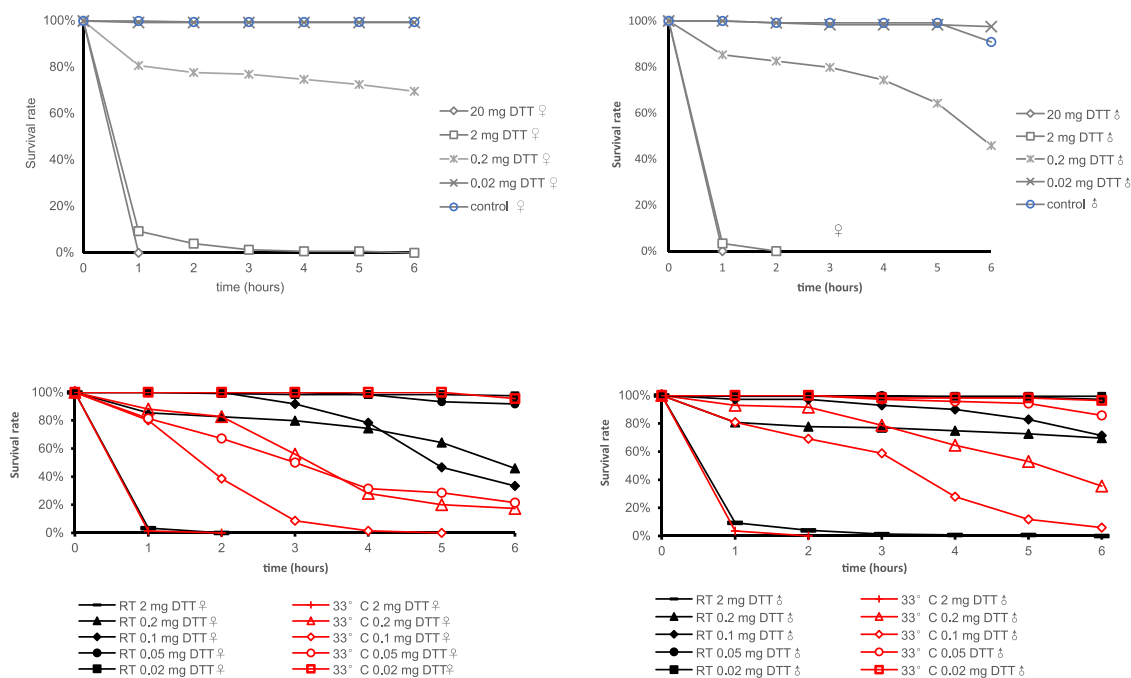 100%
80%
60%
40%
20%
0%
Survival rate
0 1 2 3 4 5 6
time (hours)
20 mg DTT ♀
2 mg DTT ♀
0.2 mg DTT ♀
0.02 mg DTT ♀
control ♀
100%
80%
60%
40%
20%
0%
Survival rate
♀
0 1 2 3 4 5 6
time (hours)
20 mg DTT ♂
2 mg DTT ♂
0.2 mg DTT ♂
0.02 mg DTT ♂
control ♂
100%
80%
60%
40%
20%
0%
Survival rate
0 1 2 3 4 5 6
time (hours)
RT 2 mg DTT ♀
RT 0.2 mg DTT ♀
RT 0.1 mg DTT ♀
RT 0.05 mg DTT ♀
RT 0.02 mg DTT ♀
33° C 2 mg DTT ♀
33° C 0.2 mg DTT ♀
33° C 0.1 mg DTT ♀
33° C 0.05 mg DTT ♀
33° C 0.02 mg DTT♀
100%
80%
60%
40%
20%
0%
Survival rate
0 1 2 3 4 5 6
time (hours)
RT 2 mg DTT ♂
RT 0.2 mg DTT ♂
RT 0.1 mg DTT ♂
RT 0.05 mg DTT ♂
RT 0.02 mg DTT ♂
33° C 2 mg DTT ♂
33° C 0.2 mg DTT ♂
33° C 0.1 mg DTT ♂
33° C 0.05 DTT ♂
33° C 0.02 mg DTT ♂